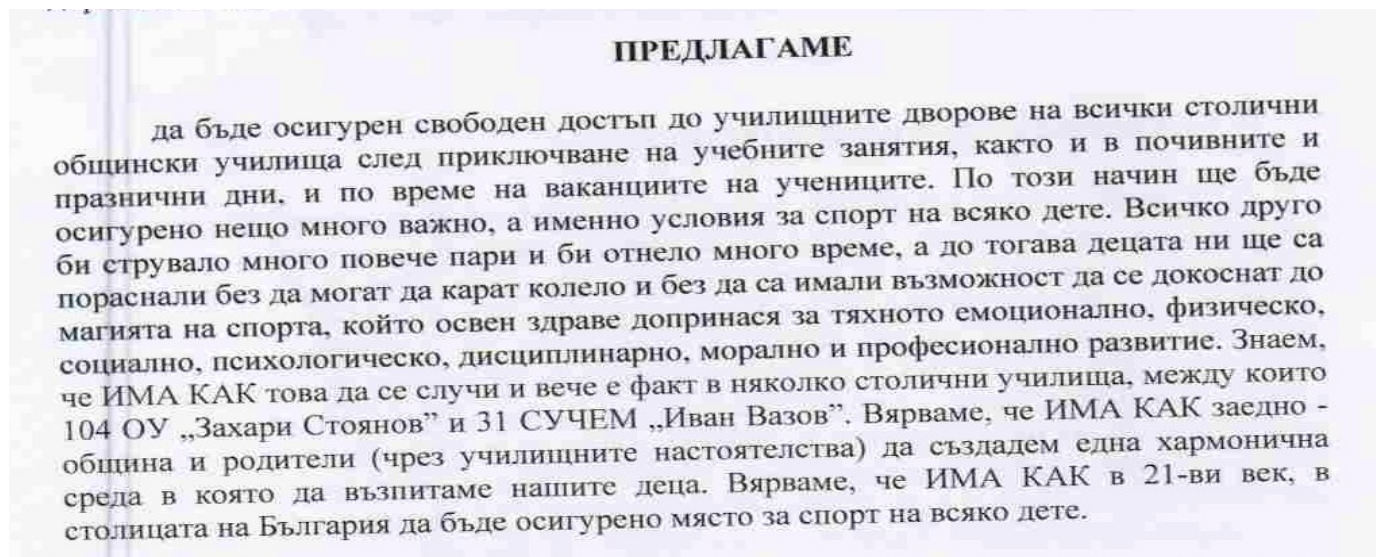 ПРЕДЛАГАМЕ
да бъде осигурен свободен достъп до училищните дворове на всички столични
общински училища след приключване на учебните занятия, както и в почивните и
празнични дни, и по време на ваканциите на учениците. По този начин ще бъде
осигурено нещо много важно, а именно условия за спорт на всяко дете. Всичко друго
би струвало много повече пари и би отнело много време, а до тогава децата ни ще са
пораснали без да могат да карат колело и без да са имали възможност да се докоснат до
магията на спорта, който освен здраве допринася за тяхното емоционално, физическо,
социално, психологическо, дисциплинарно, морално и професионално развитие. Знаем,
че ИМА КАК това да се случи и вече е факт в няколко столични училища, между които
104 ОУ „Захари Стоянов” и 31 СУЧЕМ „Иван Вазов”. Вярваме, че ИМА КАК заедно -
община и родители (чрез училищните настоятелства) да създадем една хармонична
среда в която да възпитаме нашите деца. Вярваме, че ИМА КАК в 21-ви век, в
столицата на България да бъде осигурено място за спорт на всяко дете.